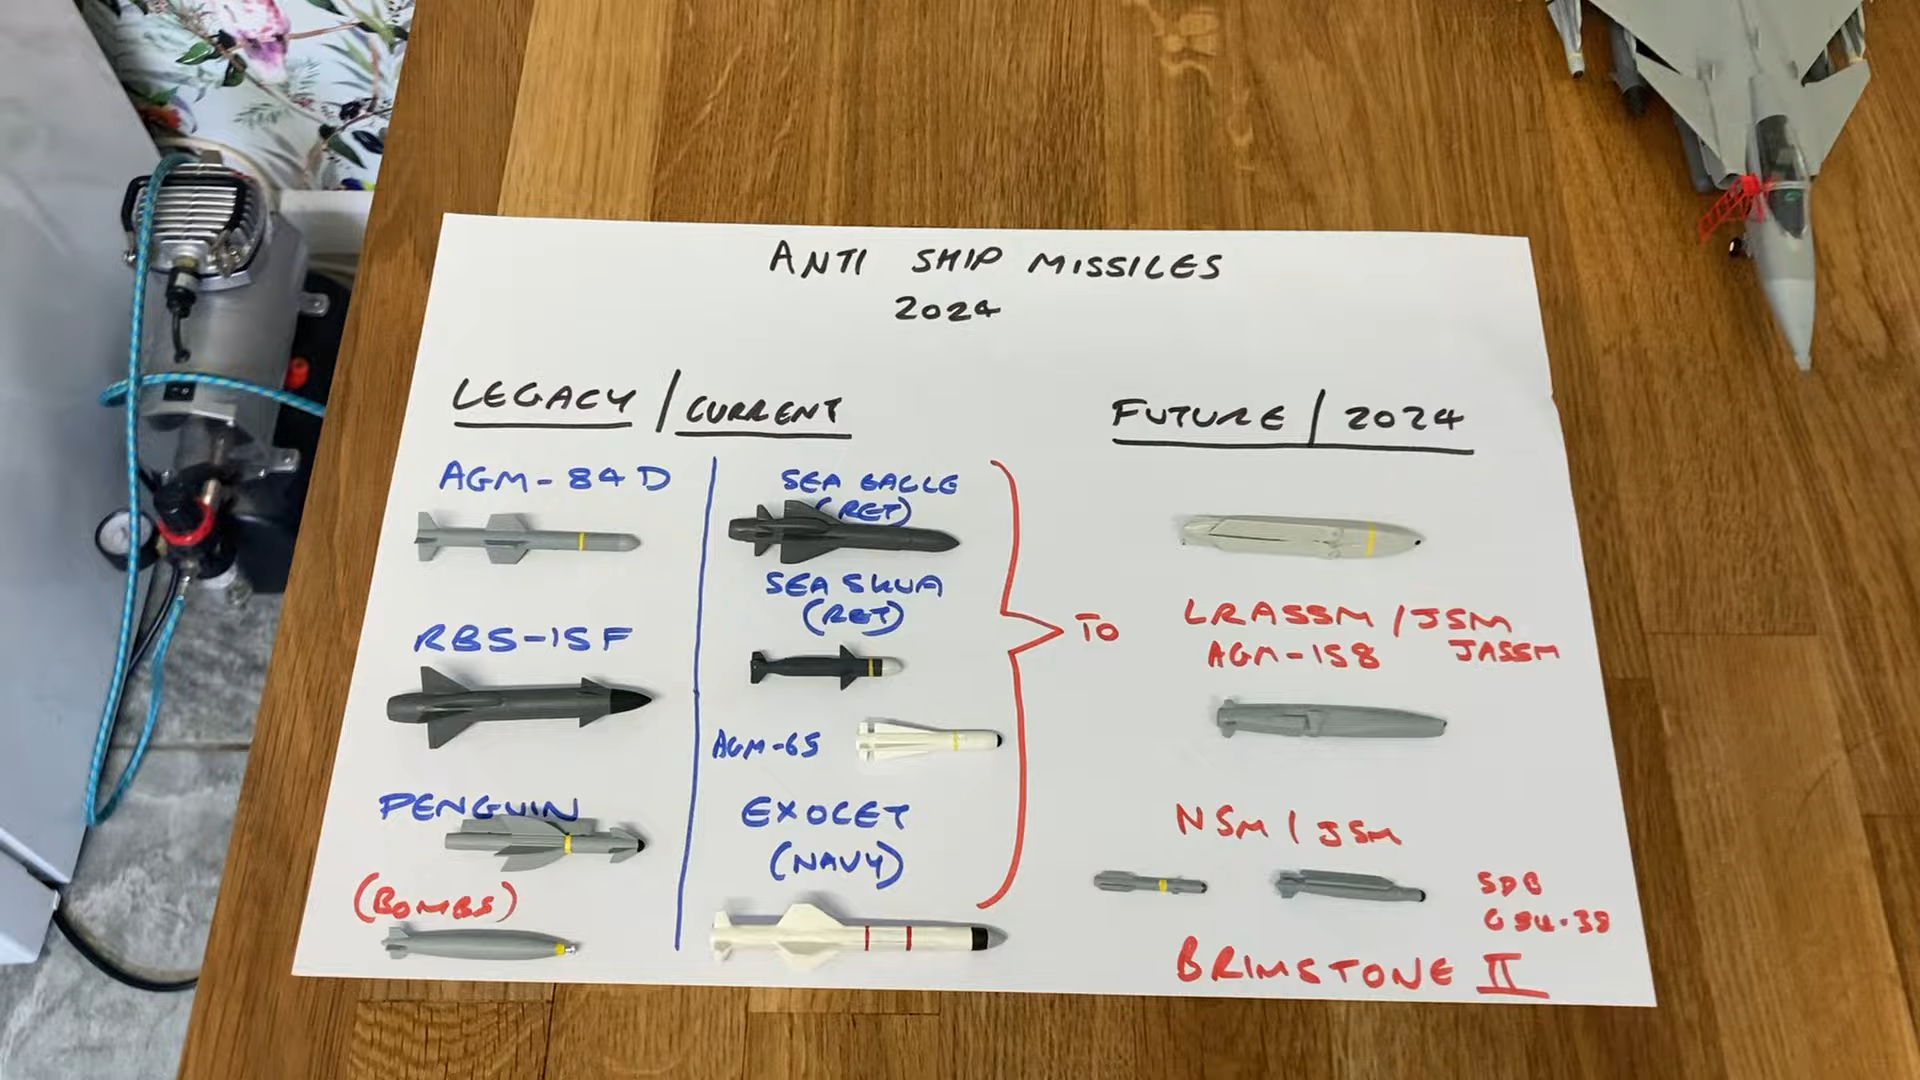 ANTI SHIP MISSILES
2024
LEGACY / CURRENT
AGM-84D
RBS-15F
PENGUIN
(BOMBS)
SEA EAGLE
(RET)
SEA SKUA
(RET)
AGM-65
EXOCET
(NAVY)
TO
FUTURE / 2024
LRASSM / JSM
AGM-158 JASSM
NSM / JSM
SDB
GBU-38
BRIMSTONE II